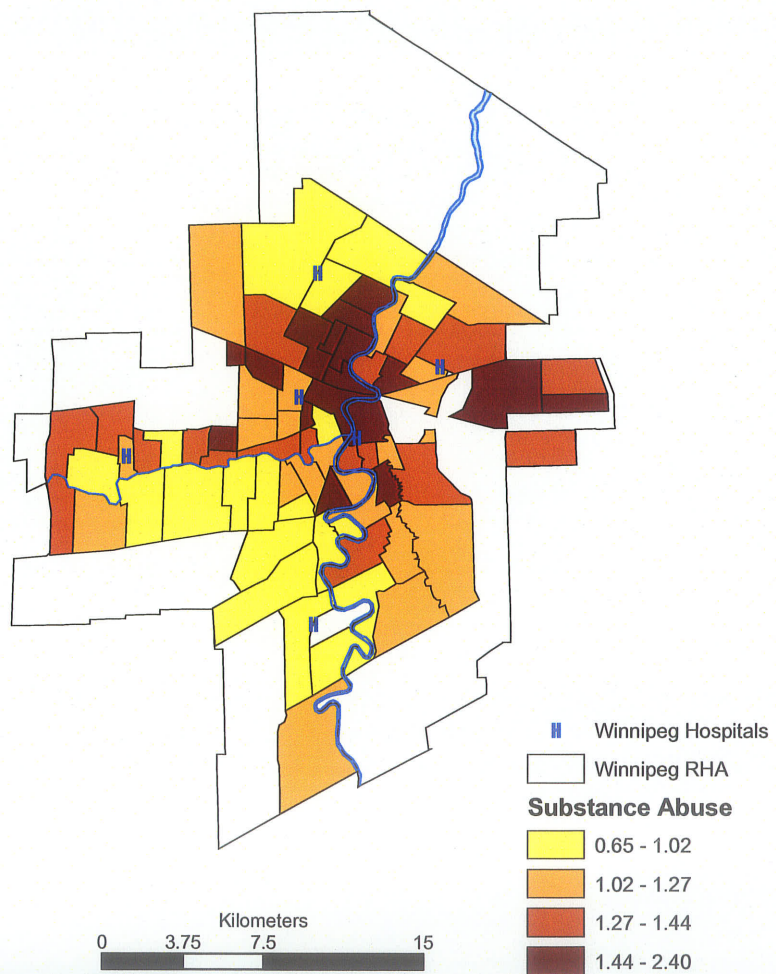 H
H
H
H
H
H
H
H Winnipeg Hospitals
Winnipeg RHA
Substance Abuse
0.65 - 1.02
1.02 - 1.27
1.27 - 1.44
1.44 - 2.40
Kilometers
0 3.75 7.5 15